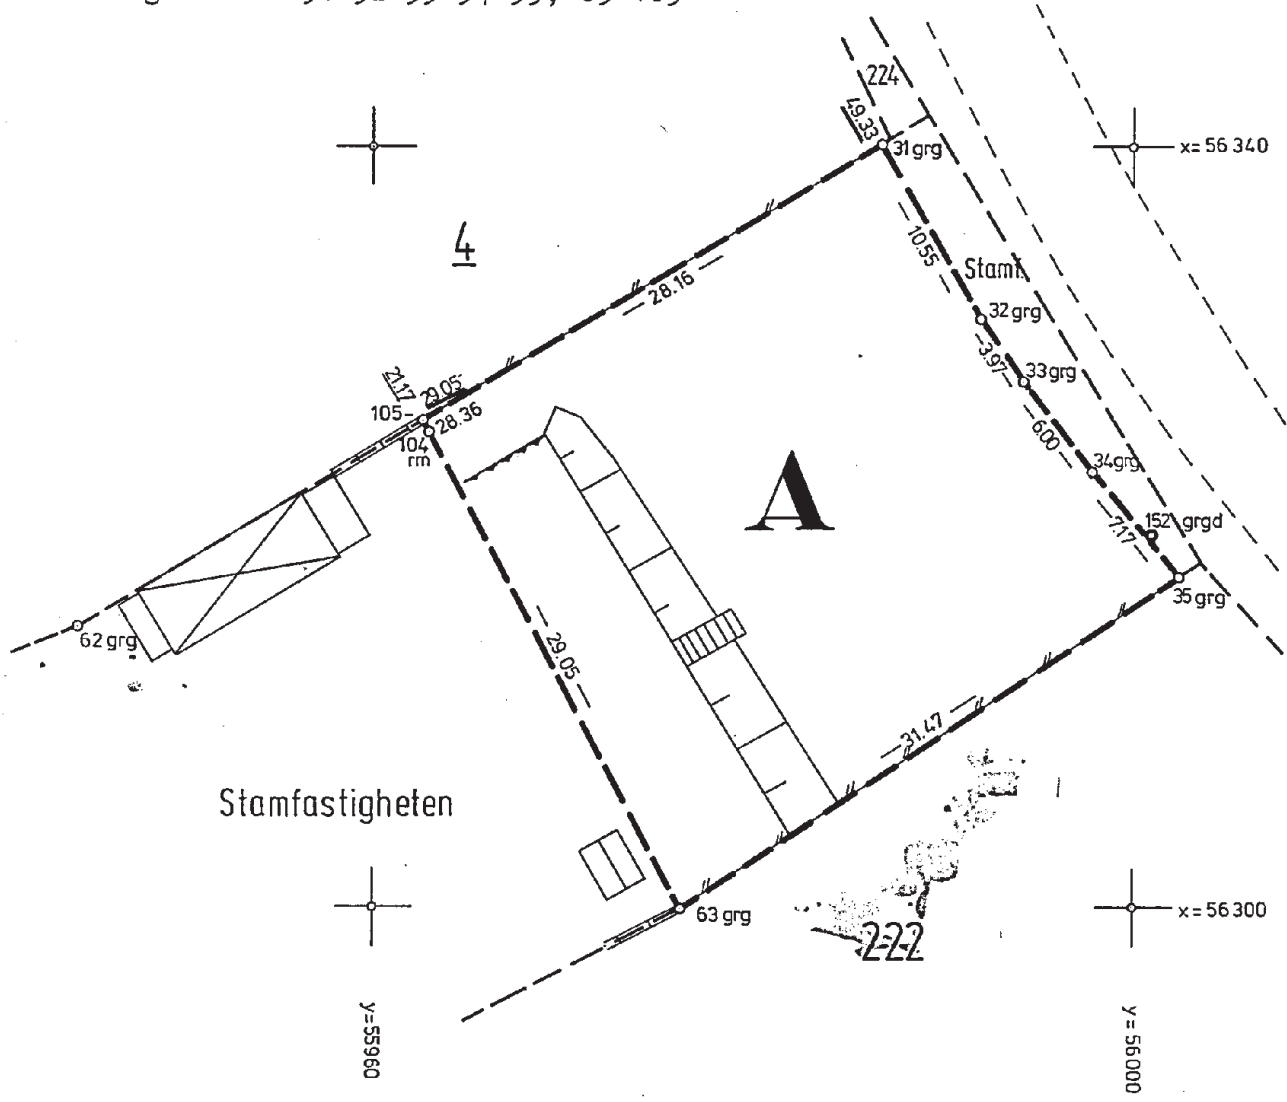 224
49.33
31 grg
x= 56 340
4
10.55
Stamf.
28.16
32 grg
3.97
33 grg
21.17
29.05
105
28.36
104
rm
6.00
34 grg
A
7.17
152 grgd
35 grg
62 grg
29.05
31.47
Stamfastigheten
63 grg
222
x= 56 300
y=55960
y=56000